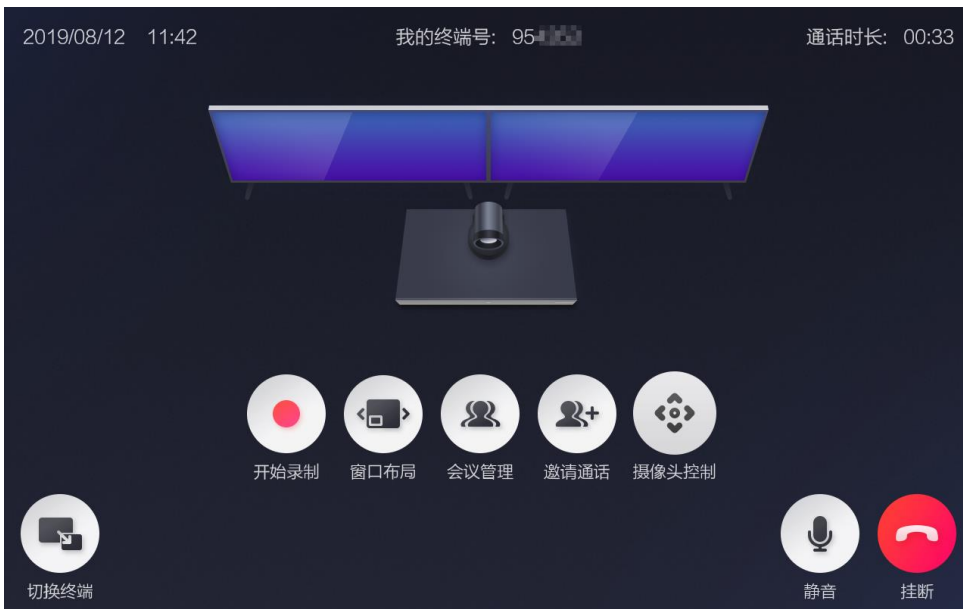 2019/08/12 11:42
我的终端号: 95
通话时长: 00:33
开始录制
窗口布局
会议管理
邀请通话
摄像头控制
切换终端
静音
挂断